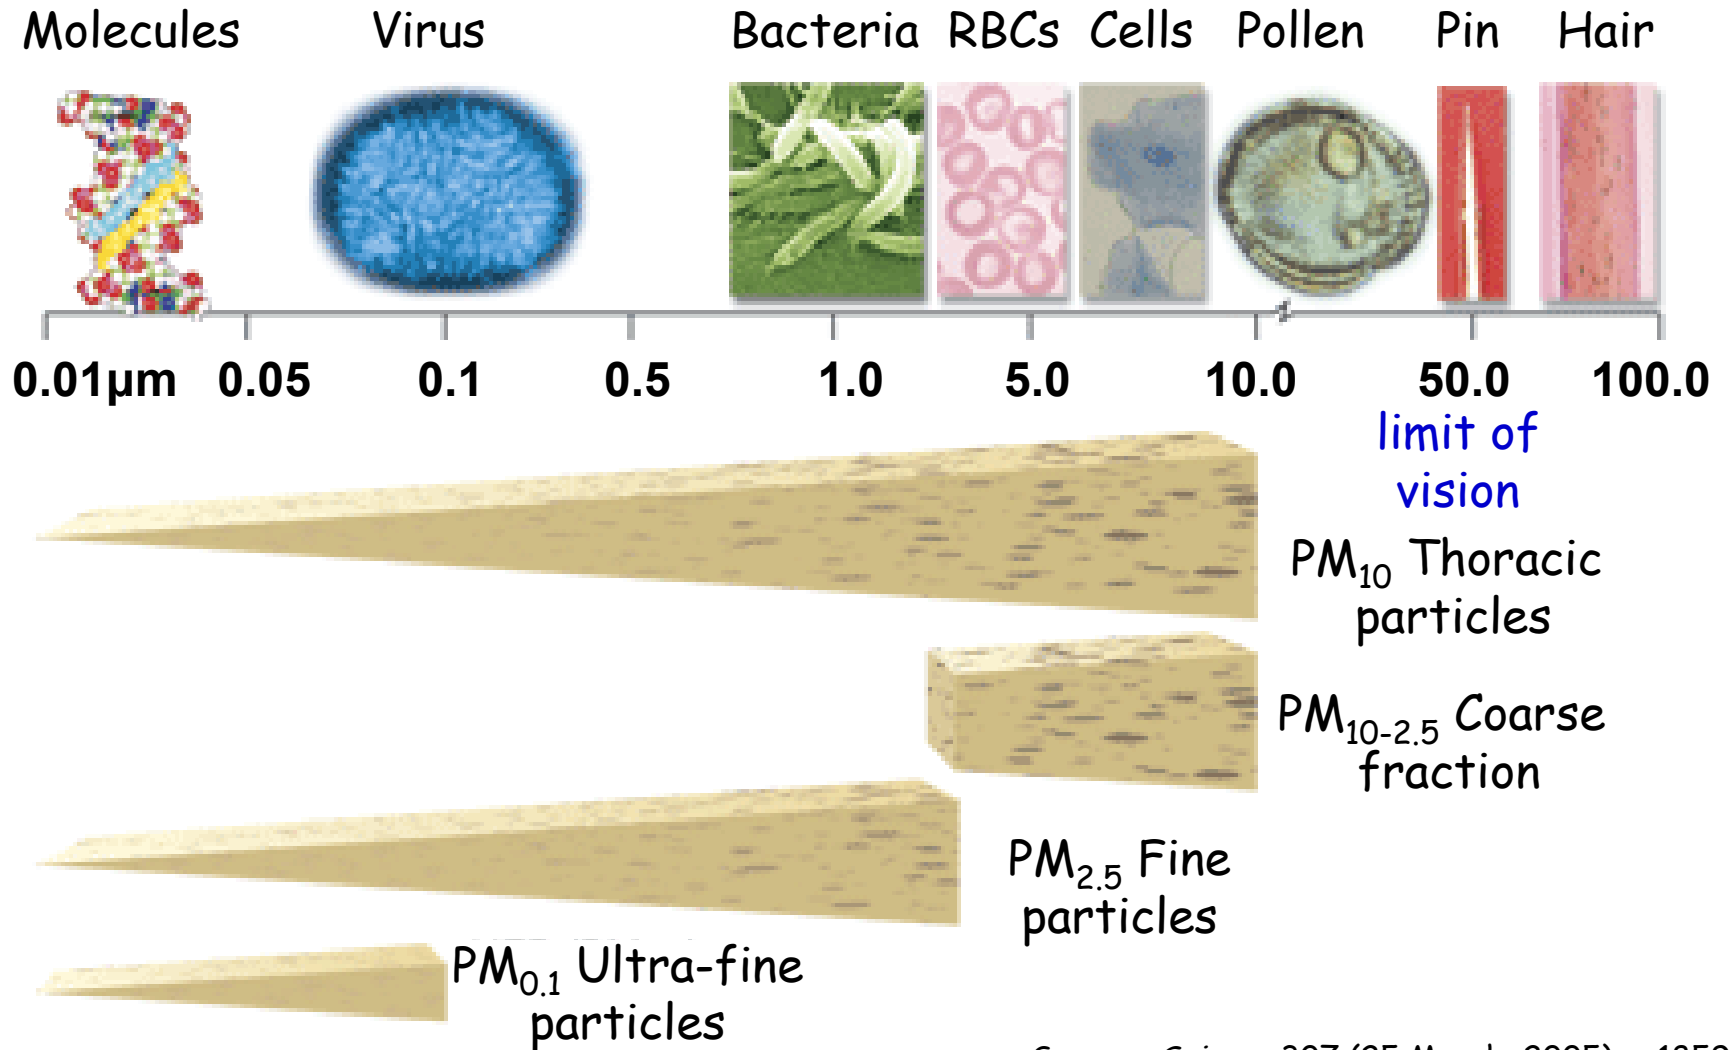 Molecules Virus Bacteria RBCs Cells Pollen Pin Hair
0.01µm 0.05 0.1 0.5 1.0 5.0 10.0 50.0 100.0
limit of
vision
PM10 Thoracic
particles
PM10-2.5 Coarse
fraction
PM2.5 Fine
particles
PM0.1 Ultra-fine
particles